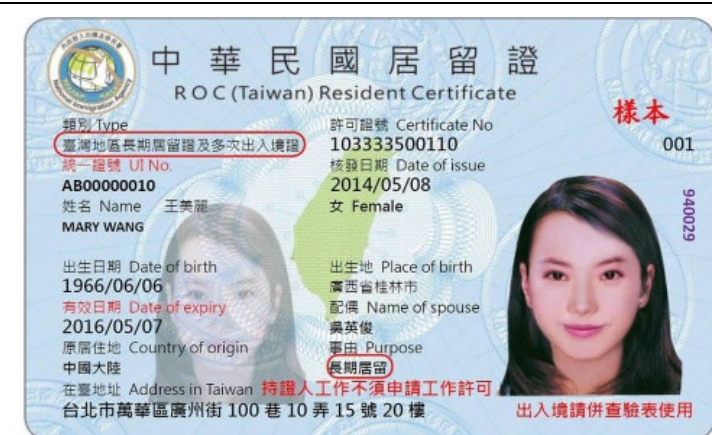 中華民國居留證
ROC (Taiwan) Resident Certificate
樣本
類別 Type
臺灣地區長期居留證及多次出入境證
許可證號 Certificate No
103333500110
001
統一證號 UI No.
AB00000010
核發日期 Date of issue
2014/05/08
姓名 Name 王美麗
MARY WANG
女 Female
940029
出生日期 Date of birth
1966/06/06
出生地 Place of birth
廣西省桂林市
有效日期 Date of expiry
2016/05/07
配偶 Name of spouse
吳英俊
原居住地 Country of origin
中國大陸
事由 Purpose
長期居留
在臺地址 Address in Taiwan 持證人工作不須申請工作許可
台北市萬華區廣州街 100 巷 10 弄 15 號 20 樓
出入境請併查驗表使用